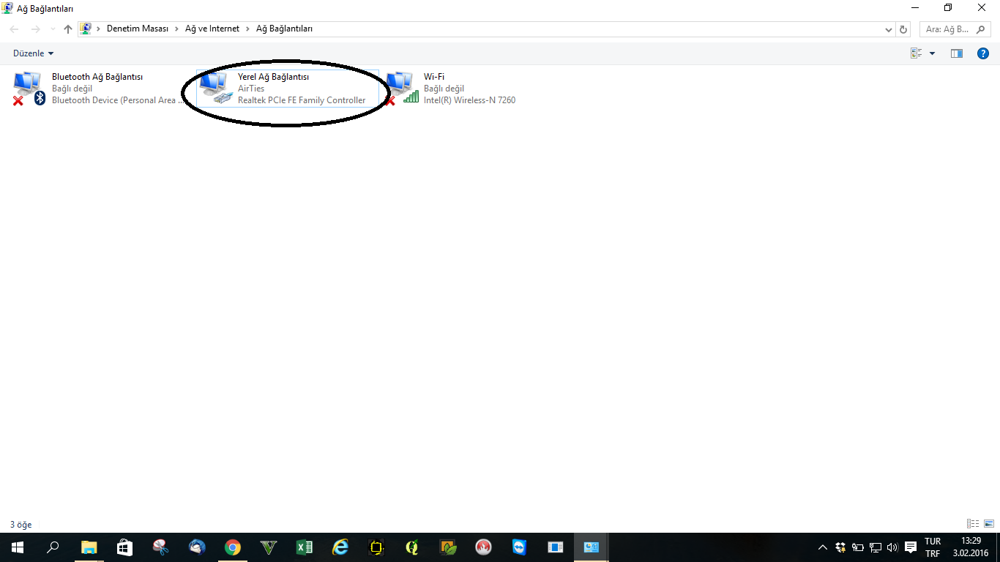 Ağ Bağlantıları
Denetim Masası > Ağ ve Internet > Ağ Bağlantıları
Ara: Ağ B...
Düzenle
Bluetooth Ağ Bağlantısı
Bağlı değil
Bluetooth Device (Personal Area ...
Yerel Ağ Bağlantısı
AirTies
Realtek PCIe FE Family Controller
Wi-Fi
Bağlı değil
Intel(R) Wireless-N 7260
3 öğe
TUR
TRF
13:29
3.02.2016